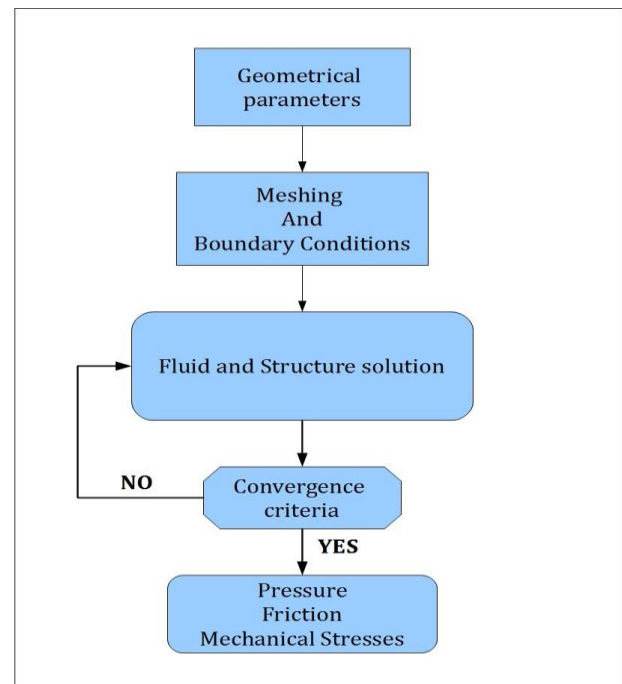 Geometrical
parameters
Meshing
And
Boundary Conditions
Fluid and Structure solution
NO
Convergence
criteria
YES
Pressure
Friction
Mechanical Stresses